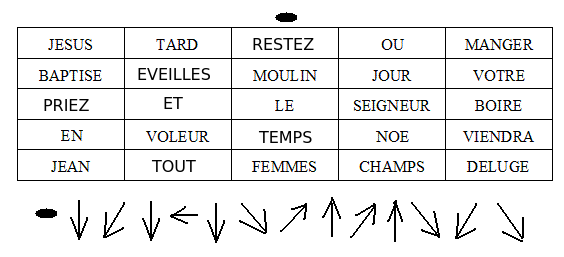 JESUS TARD RESTEZ OU MANGER
BAPTISE EVEILLES MOULIN JOUR VOTRE
PRIEZ ET LE SEIGNEUR BOIRE
EN VOLEUR TEMPS NOE VIENDRA
JEAN TOUT FEMMES CHAMPS DELUGE